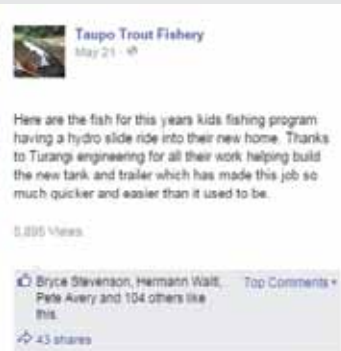 Taupo Trout Fishery
May 21 ·
Here are the fish for this years kids fishing program
having a hydro slide ride into their new home. Thanks
to Turangi engineering for all their work helping build
the new tank and trailer which has made this job so
much quicker and easier than it used to be.
5,895 Views
Bryce Stevenson, Hermann Waitl, Top Comments
Pete Avery and 104 others like
this.
43 shares